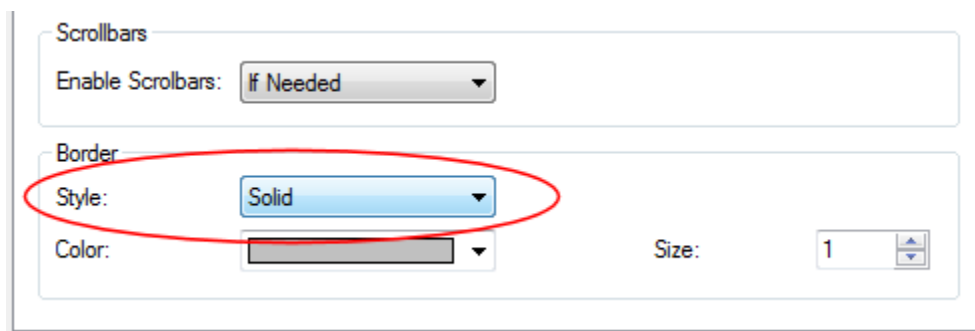 Scrollbars
Enable Scrolbars: If Needed
Border
Style: Solid
Color: Size: 1